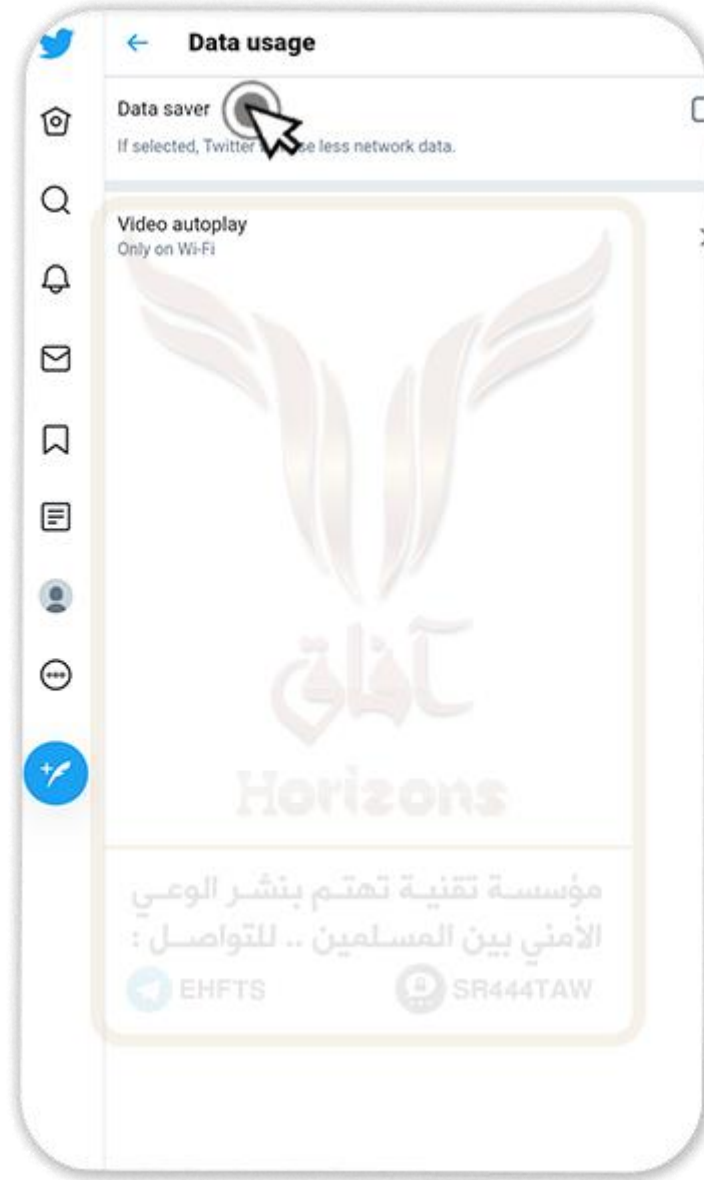 Data usage
Data saver
If selected, Twitter se less network data.
Video autoplay
Only on Wi-Fi
آفاق
Horizons
مؤسسة تقنية تهتم بنشر الوعي
الأمني بين المسلمين .. للتواصل :
EHFTS SR444TAW